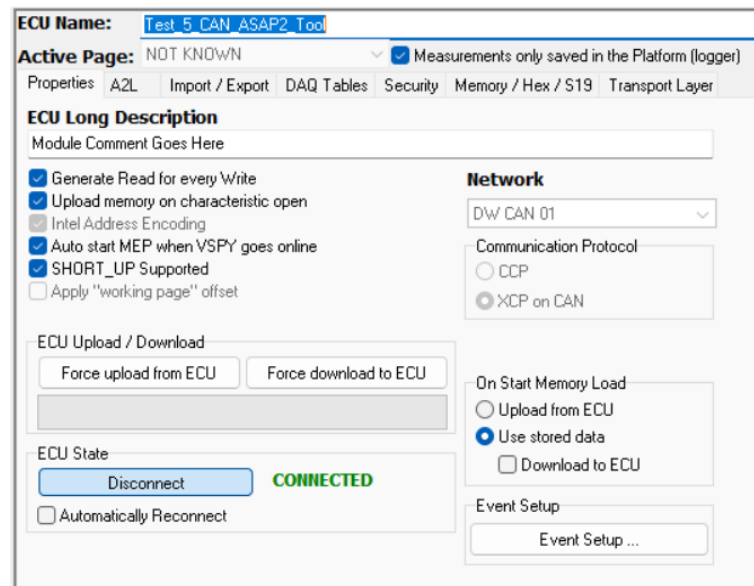 ECU Name: Test_5_CAN_ASAP2_Tool
Active Page: NOT KNOWN Measurements only saved in the Platform (logger)
Properties A2L Import / Export DAQ Tables Security Memory / Hex / S19 Transport Layer
ECU Long Description
Module Comment Goes Here
Generate Read for every Write
Upload memory on characteristic open
Intel Address Encoding
Auto start MEP when VSPY goes online
SHORT_UP Supported
Apply "working page" offset
Network
DW CAN 01
Communication Protocol
CCP
XCP on CAN
ECU Upload / Download
Force upload from ECU Force download to ECU
On Start Memory Load
Upload from ECU
Use stored data
Download to ECU
ECU State
Disconnect CONNECTED
Automatically Reconnect
Event Setup
Event Setup ...